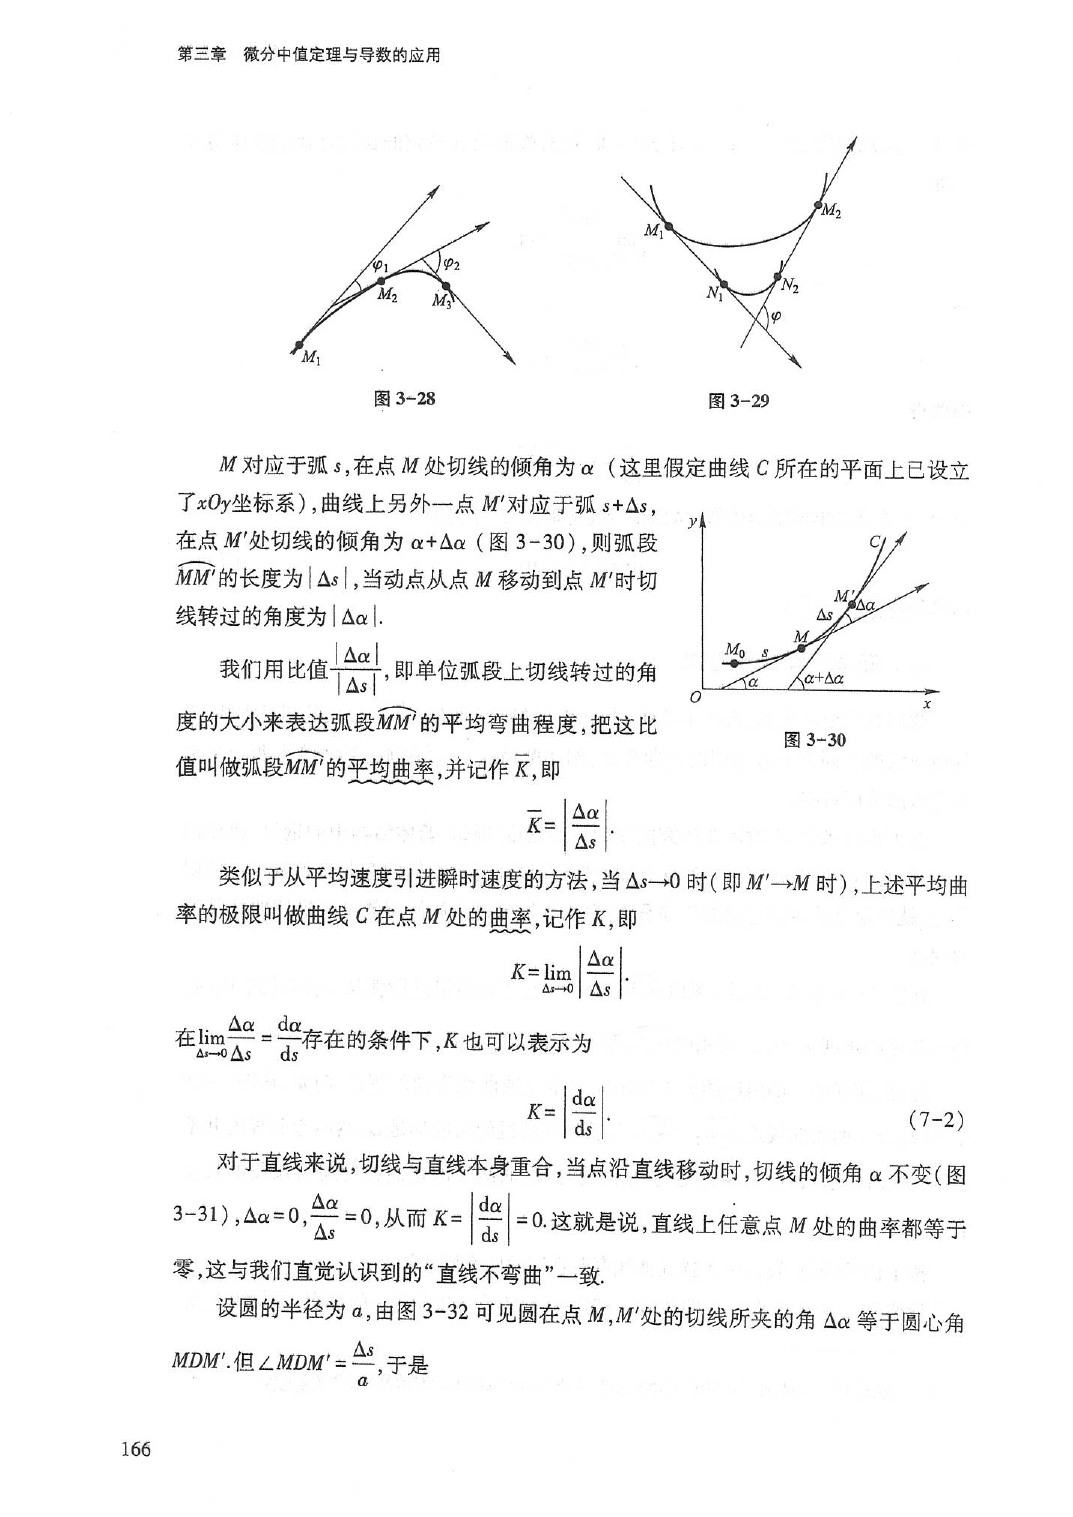 第三章 微分中值定理与导数的应用
φ₁
φ₂
M₂
M₃
M₁
图 3-28
M₁
M₂
N₁
N₂
φ
图 3-29
M 对应于弧 s,在点 M 处切线的倾角为 α (这里假定曲线 C 所在的平面上已设立
了xOy坐标系),曲线上另外一点 M′对应于弧 s+Δs,
在点 M′处切线的倾角为 α+Δα (图 3-30),则弧段
MM′的长度为|Δs|,当动点从点 M 移动到点 M′时切
线转过的角度为|Δα|.
我们用比值|Δα|/|Δs|,即单位弧段上切线转过的角
度的大小来表达弧段MM′的平均弯曲程度,把这比
值叫做弧段MM′的平均曲率,并记作 K̄,即
y
C
M′
Δα
Δs
M
M₀
s
α
α+Δα
O
x
图 3-30
K̄=|Δα/Δs|.
类似于从平均速度引进瞬时速度的方法,当 Δs→0 时(即 M′→M 时),上述平均曲
率的极限叫做曲线 C 在点 M 处的曲率,记作 K,即
K=lim_{Δs→0}|Δα/Δs|.
在lim_{Δs→0} Δα/Δs = dα/ds 存在的条件下,K 也可以表示为
K=|dα/ds|. (7-2)
对于直线来说,切线与直线本身重合,当点沿直线移动时,切线的倾角 α 不变(图
3-31),Δα=0,Δα/Δs=0,从而 K=|dα/ds|=0.这就是说,直线上任意点 M 处的曲率都等于
零,这与我们直觉认识到的“直线不弯曲”一致.
设圆的半径为 a,由图 3-32 可见圆在点 M,M′处的切线所夹的角 Δα 等于圆心角
MDM′.但∠MDM′=Δs/a,于是
166